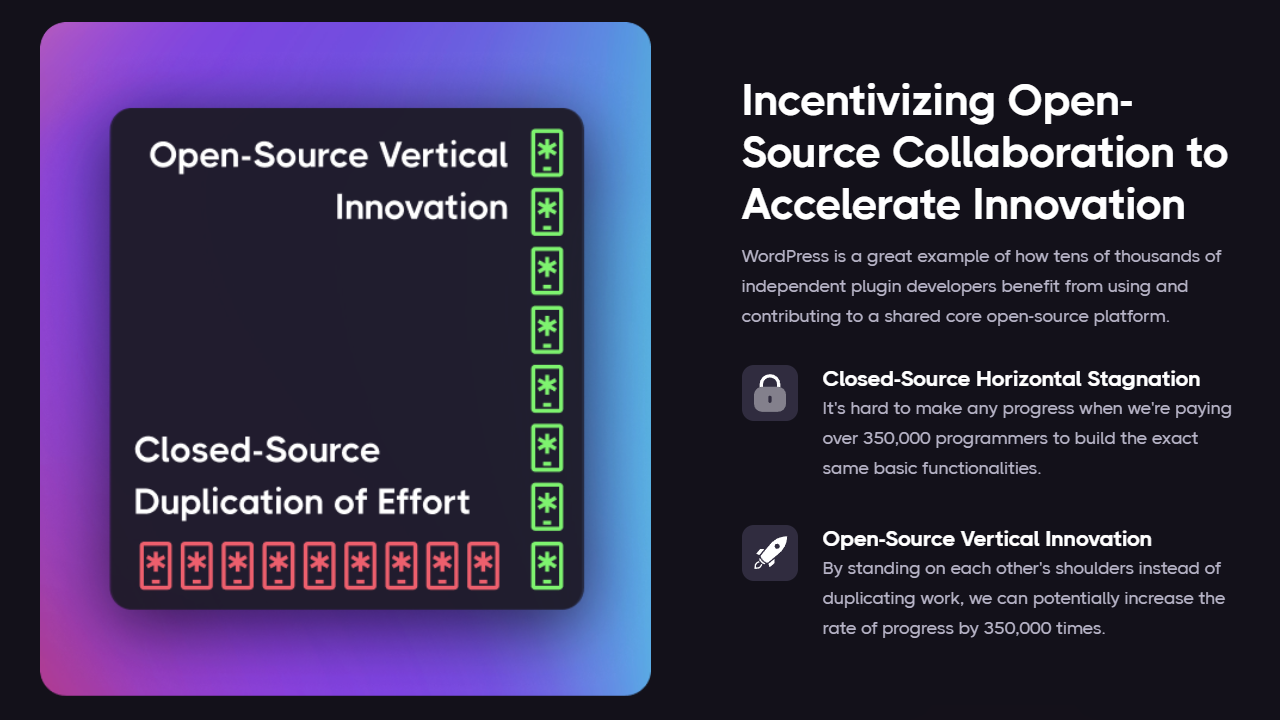 Open-Source Vertical
Innovation
Closed-Source
Duplication of Effort
Incentivizing Open-
Source Collaboration to
Accelerate Innovation
WordPress is a great example of how tens of thousands of
independent plugin developers benefit from using and
contributing to a shared core open-source platform.
Closed-Source Horizontal Stagnation
It's hard to make any progress when we're paying
over 350,000 programmers to build the exact
same basic functionalities.
Open-Source Vertical Innovation
By standing on each other's shoulders instead of
duplicating work, we can potentially increase the
rate of progress by 350,000 times.